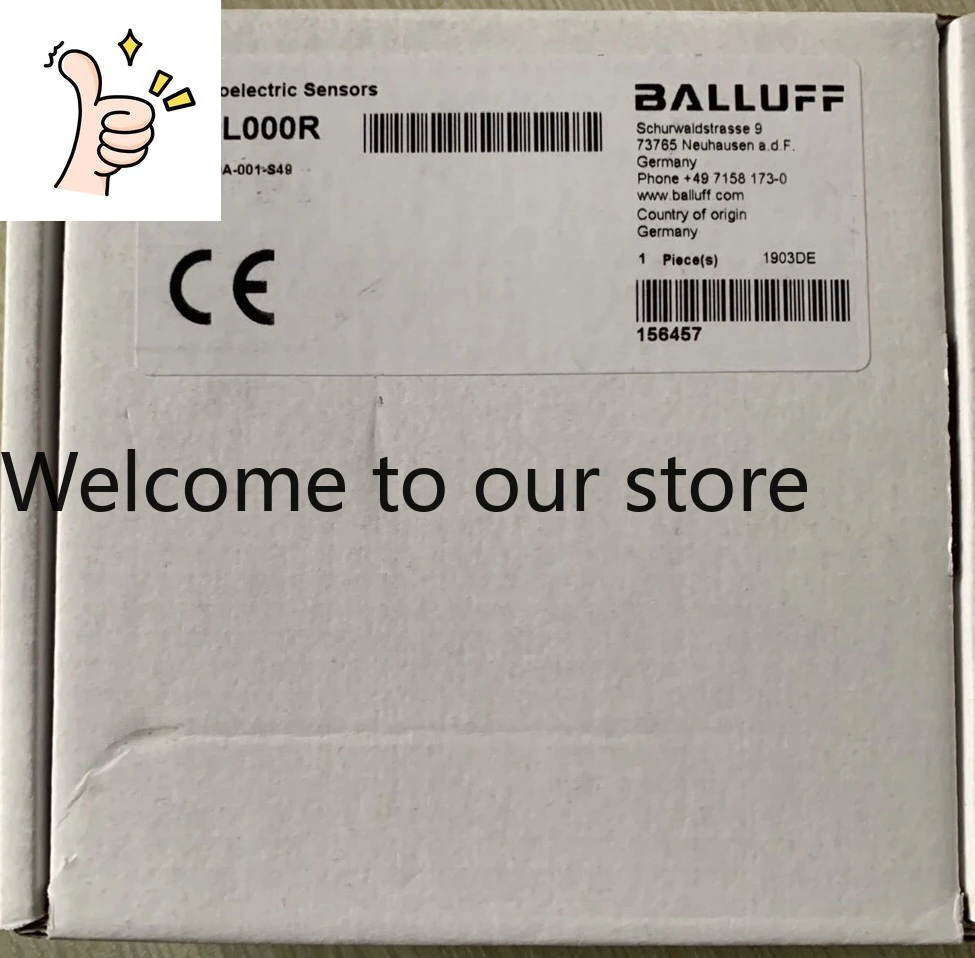 oelectric Sensors
L000R
A-001-S49
BALLUFF
Schurwaldstrasse 9
73765 Neuhausen a.d.F.
Germany
Phone +49 7158 173-0
www.balluff.com
Country of origin
Germany
1 Piece(s) 1903DE
156457
CE
Welcome to our store